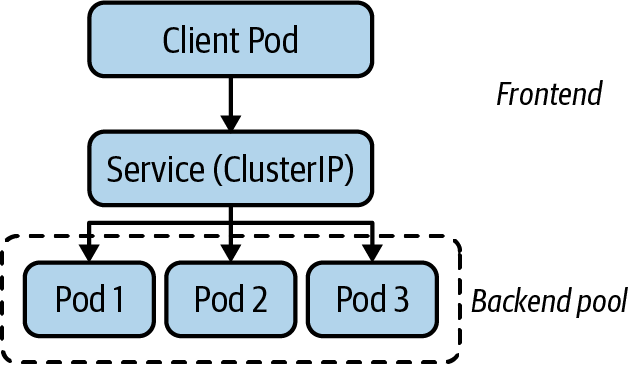 Client Pod
Frontend
Service (ClusterIP)
Pod 1
Pod 2
Pod 3
Backend pool